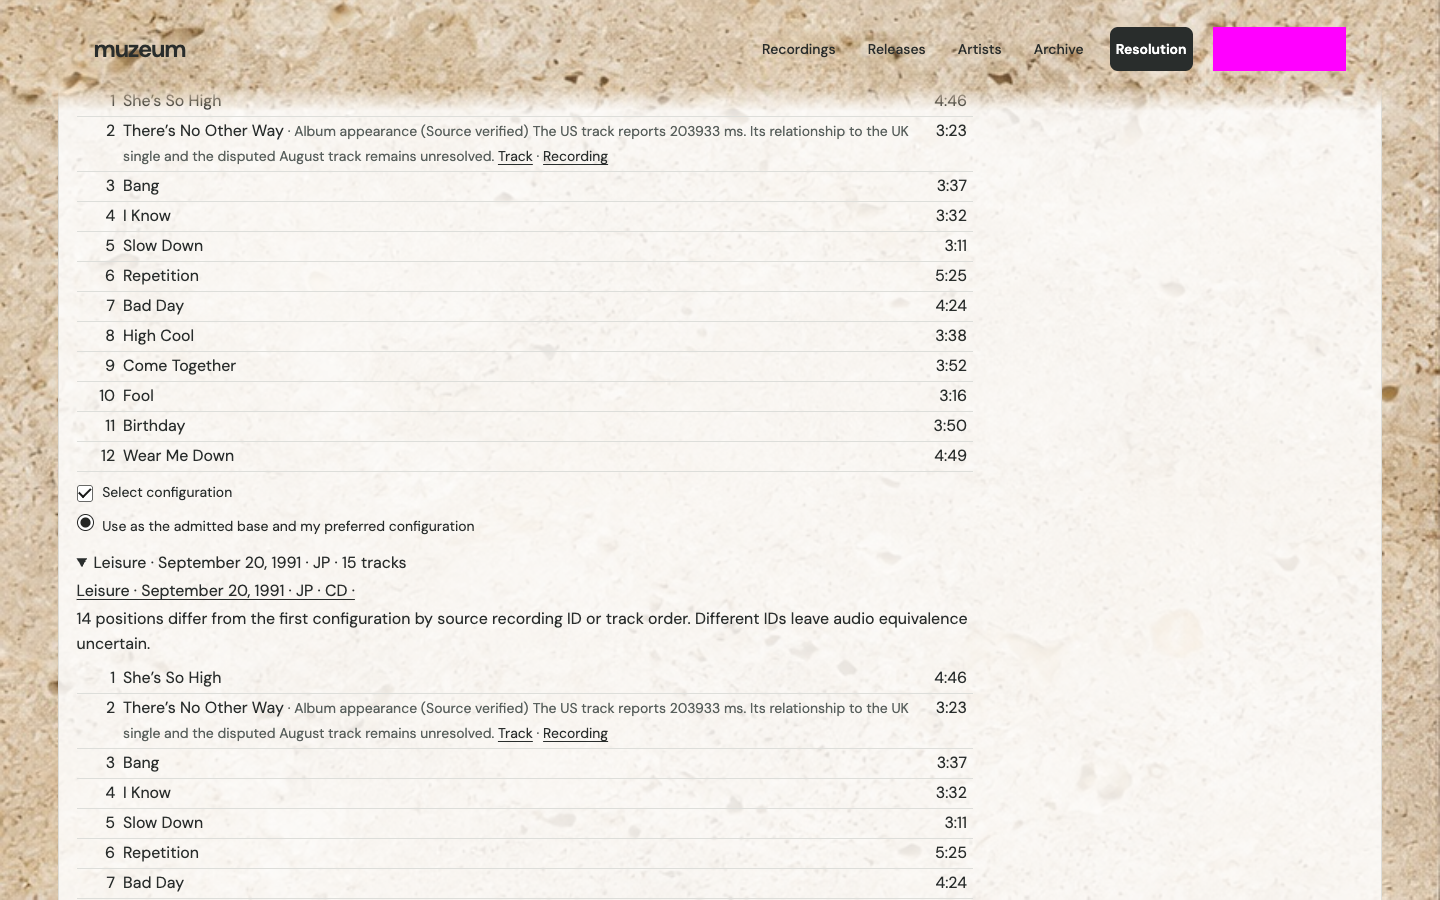 muzeum
Recordings Releases Artists Archive Resolution
1 She’s So High 4:46
2 There’s No Other Way · Album appearance (Source verified) The US track reports 203933 ms. Its relationship to the UK 3:23
single and the disputed August track remains unresolved. Track · Recording
3 Bang 3:37
4 I Know 3:32
5 Slow Down 3:11
6 Repetition 5:25
7 Bad Day 4:24
8 High Cool 3:38
9 Come Together 3:52
10 Fool 3:16
11 Birthday 3:50
12 Wear Me Down 4:49
Select configuration
Use as the admitted base and my preferred configuration
▼ Leisure · September 20, 1991 · JP · 15 tracks
Leisure · September 20, 1991 · JP · CD ·
14 positions differ from the first configuration by source recording ID or track order. Different IDs leave audio equivalence
uncertain.
1 She’s So High 4:46
2 There’s No Other Way · Album appearance (Source verified) The US track reports 203933 ms. Its relationship to the UK 3:23
single and the disputed August track remains unresolved. Track · Recording
3 Bang 3:37
4 I Know 3:32
5 Slow Down 3:11
6 Repetition 5:25
7 Bad Day 4:24